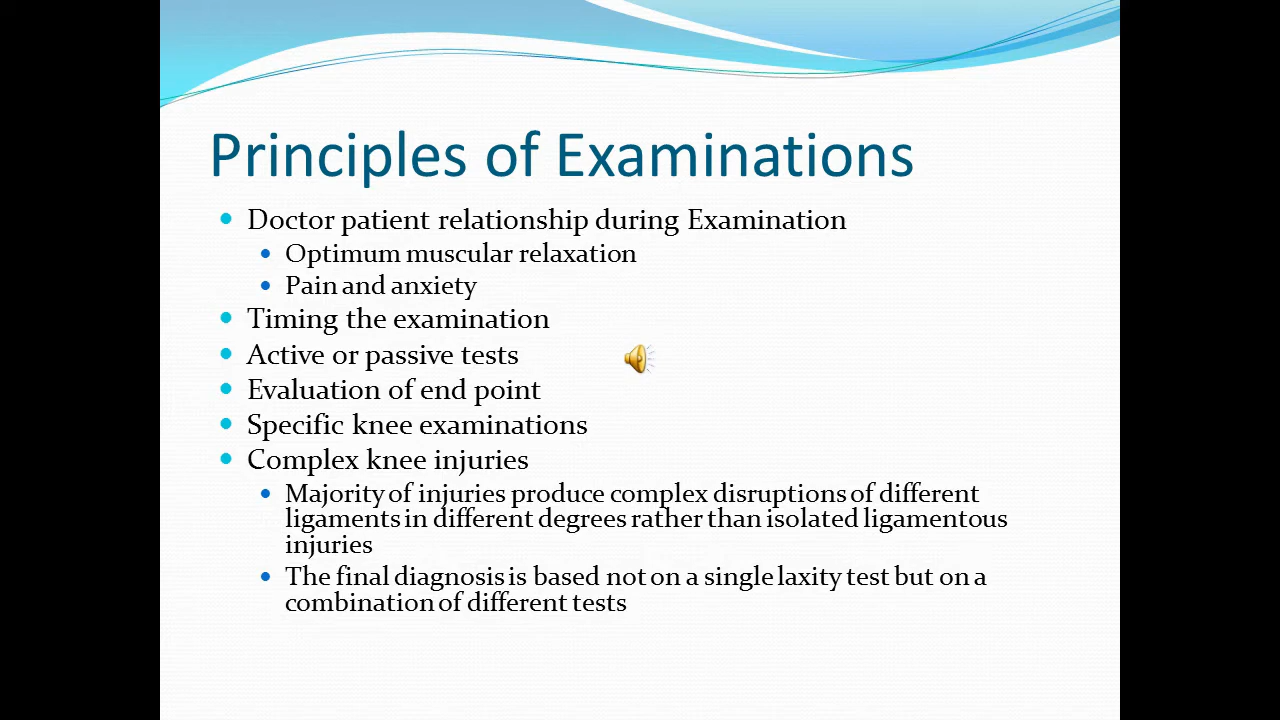 Principles of Examinations
Doctor patient relationship during Examination
Optimum muscular relaxation
Pain and anxiety
Timing the examination
Active or passive tests
Evaluation of end point
Specific knee examinations
Complex knee injuries
Majority of injuries produce complex disruptions of different
ligaments in different degrees rather than isolated ligamentous
injuries
The final diagnosis is based not on a single laxity test but on a
combination of different tests